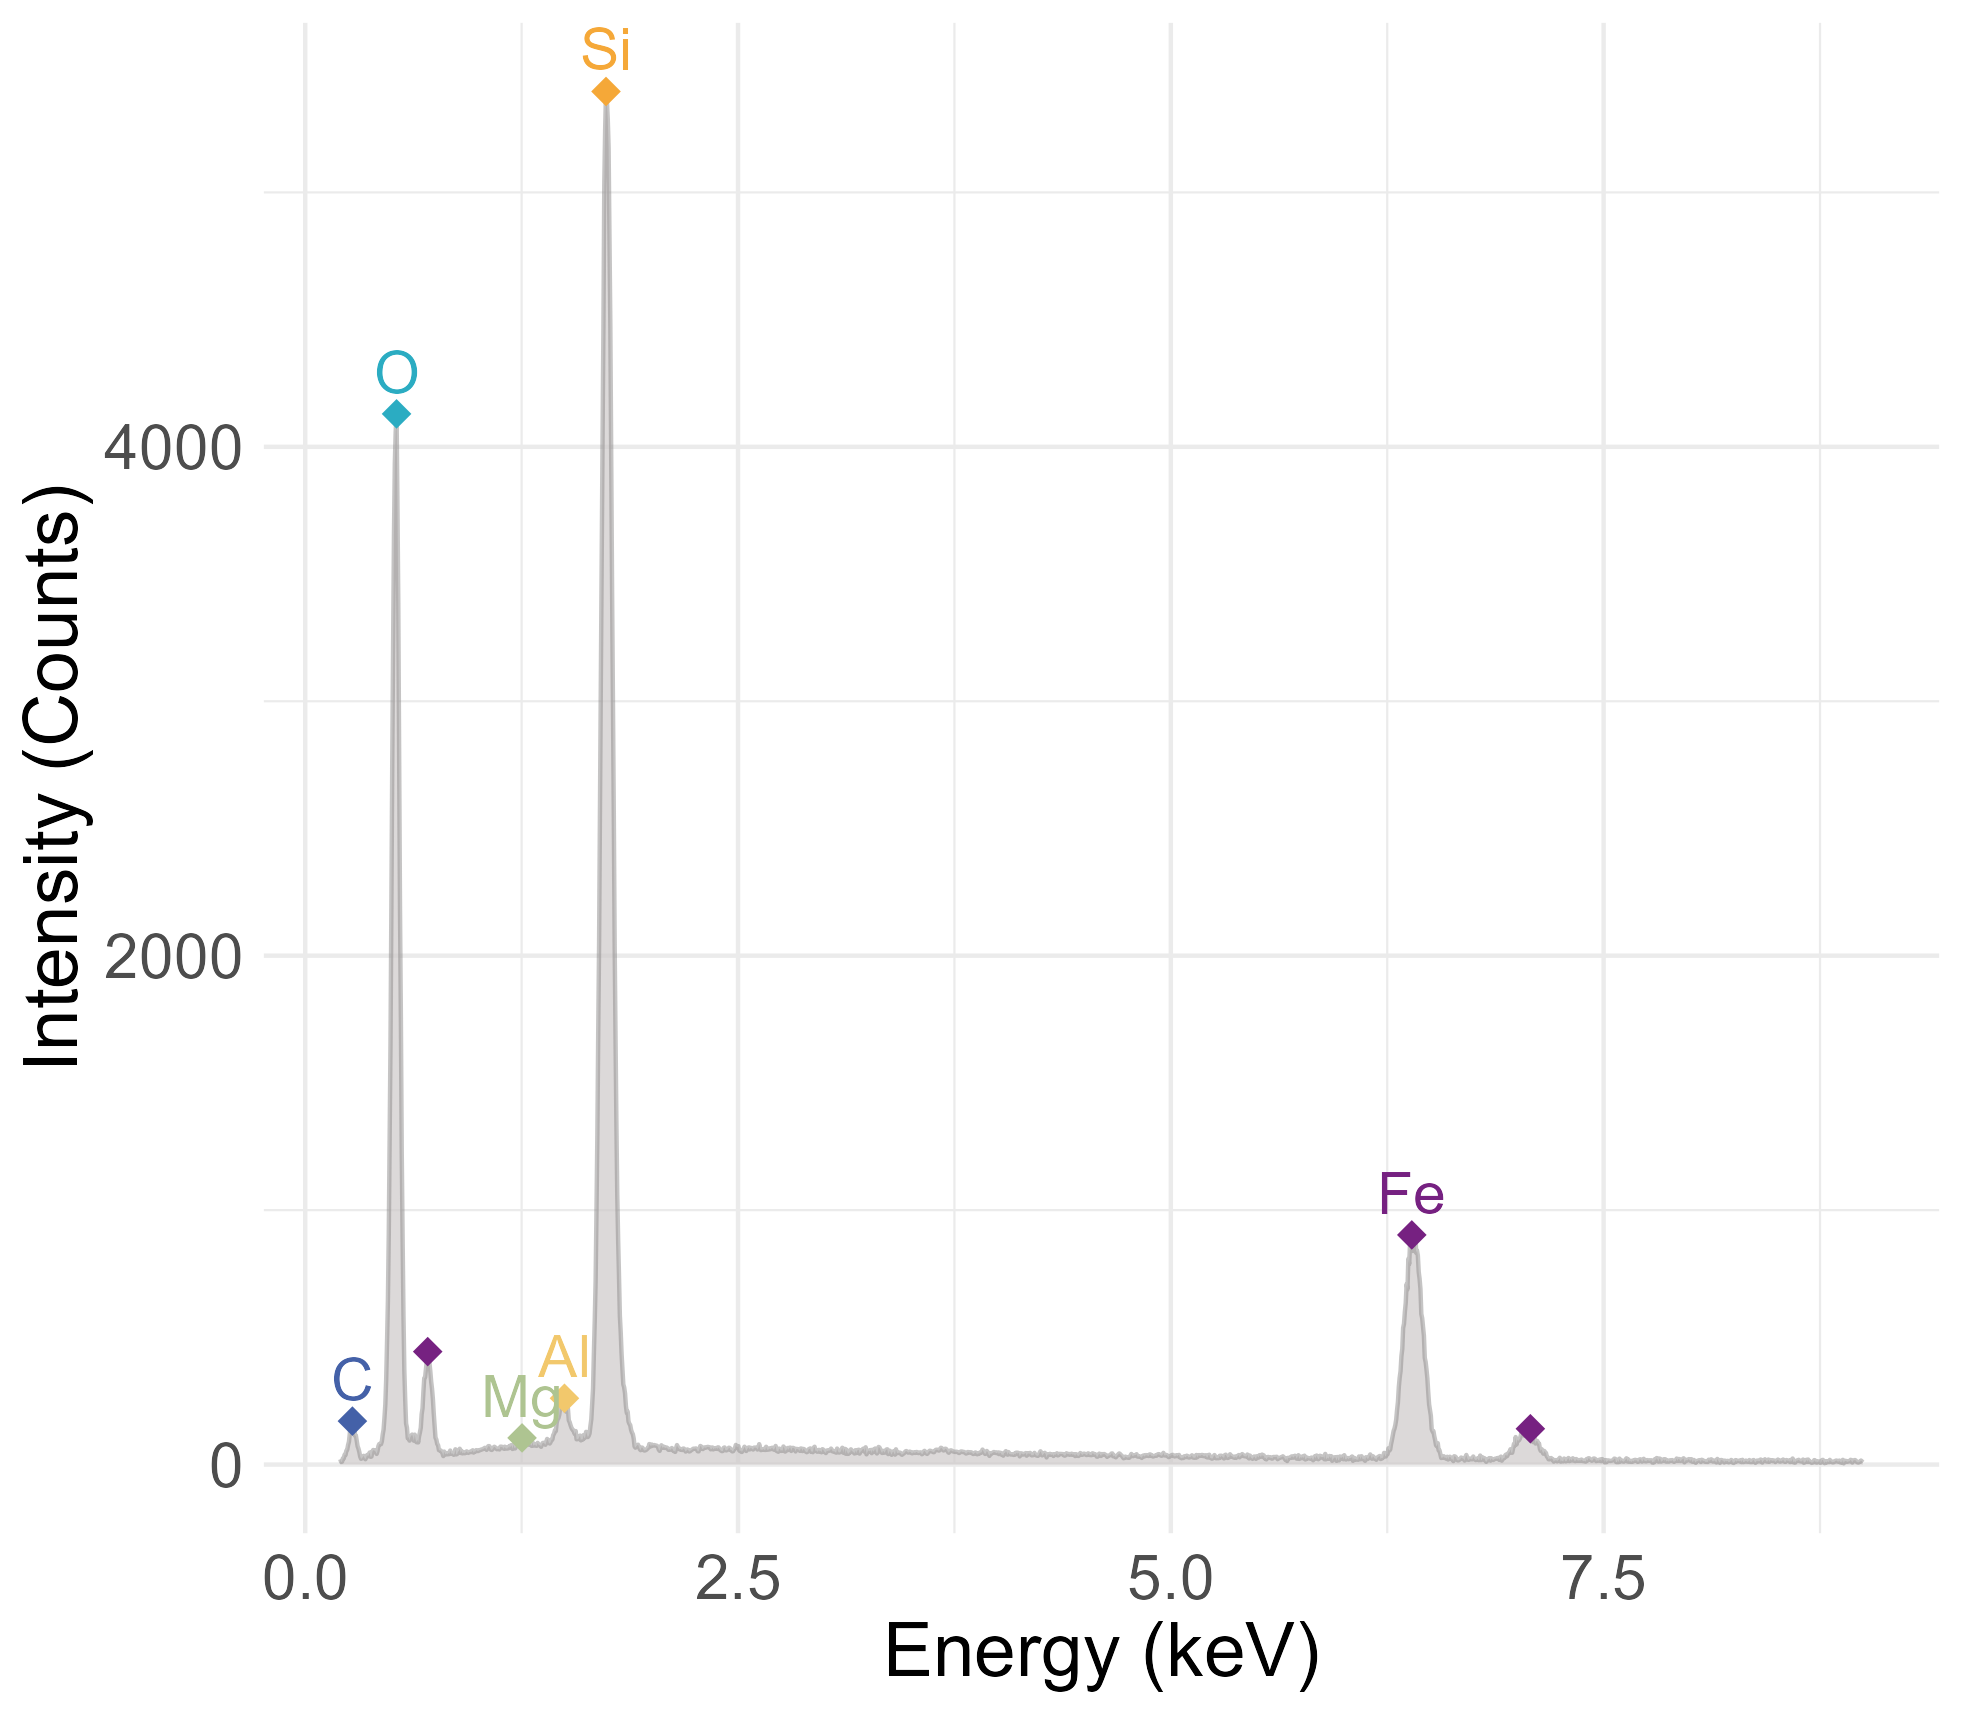 Si
O
4000
Intensity (Counts)
2000
Fe
Al
C
Mg
0
0.0 2.5 5.0 7.5
Energy (keV)